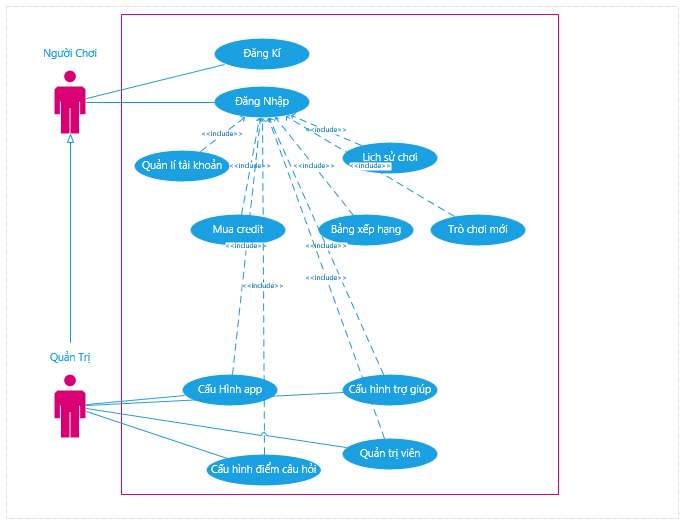 Người Chơi
Đăng Kí
Đăng Nhập
<<include>>
<<include>>
Quản lí tài khoản
<<include>>
<<include>>
<<include>>
Lịch sử chơi
Mua credit
Bảng xếp hạng
Trò chơi mới
<<include>>
<<include>>
<<include>>
<<include>>
Quản Trị
Cấu Hình app
Cấu hình trợ giúp
Quản trị viên
Cấu hình điểm câu hỏi